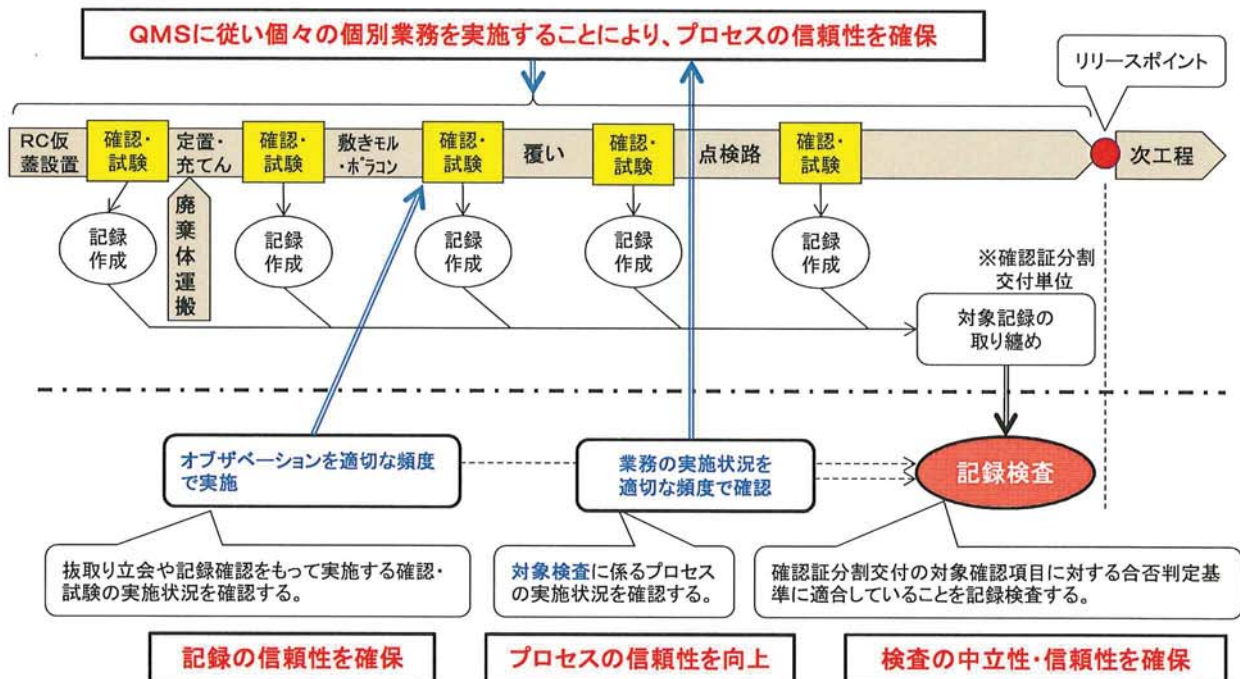 QMSに従い個々の個別業務を実施することにより、プロセスの信頼性を確保
リリースポイント
RC仮
蓋設置
確認・
試験
定置・
充てん
確認・
試験
敷きモル
・ポラコン
確認・
試験
覆い
確認・
試験
点検路
確認・
試験
次工程
廃棄体運搬
記録
作成
記録
作成
記録
作成
記録
作成
記録
作成
※確認証分割
交付単位
対象記録の
取り纏め
オブザベーションを適切な頻度
で実施
業務の実施状況を
適切な頻度で確認
記録検査
抜取り立会や記録確認をもって実施する確認・
試験の実施状況を確認する。
対象検査に係るプロセス
の実施状況を確認する。
確認証分割交付の対象確認項目に対する合否判定基
準に適合していることを記録検査する。
記録の信頼性を確保
プロセスの信頼性を向上
検査の中立性・信頼性を確保